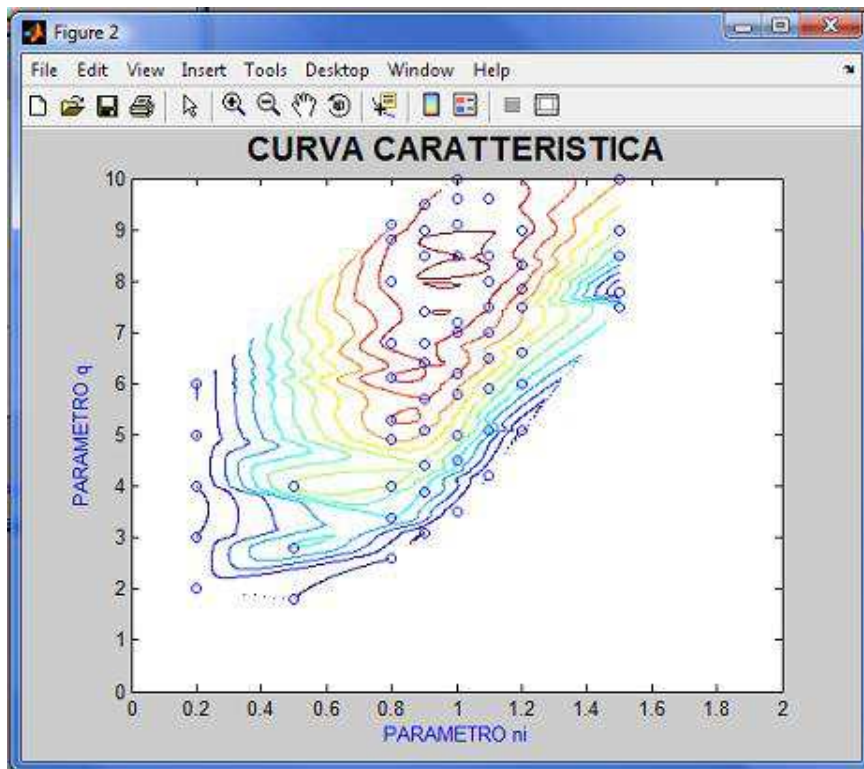 Figure 2
File Edit View Insert Tools Desktop Window Help
CURVA CARATTERISTICA
10
9
8
7
6
5
4
3
2
1
0
PARAMETRO q
0 0.2 0.4 0.6 0.8 1 1.2 1.4 1.6 1.8 2
PARAMETRO ni